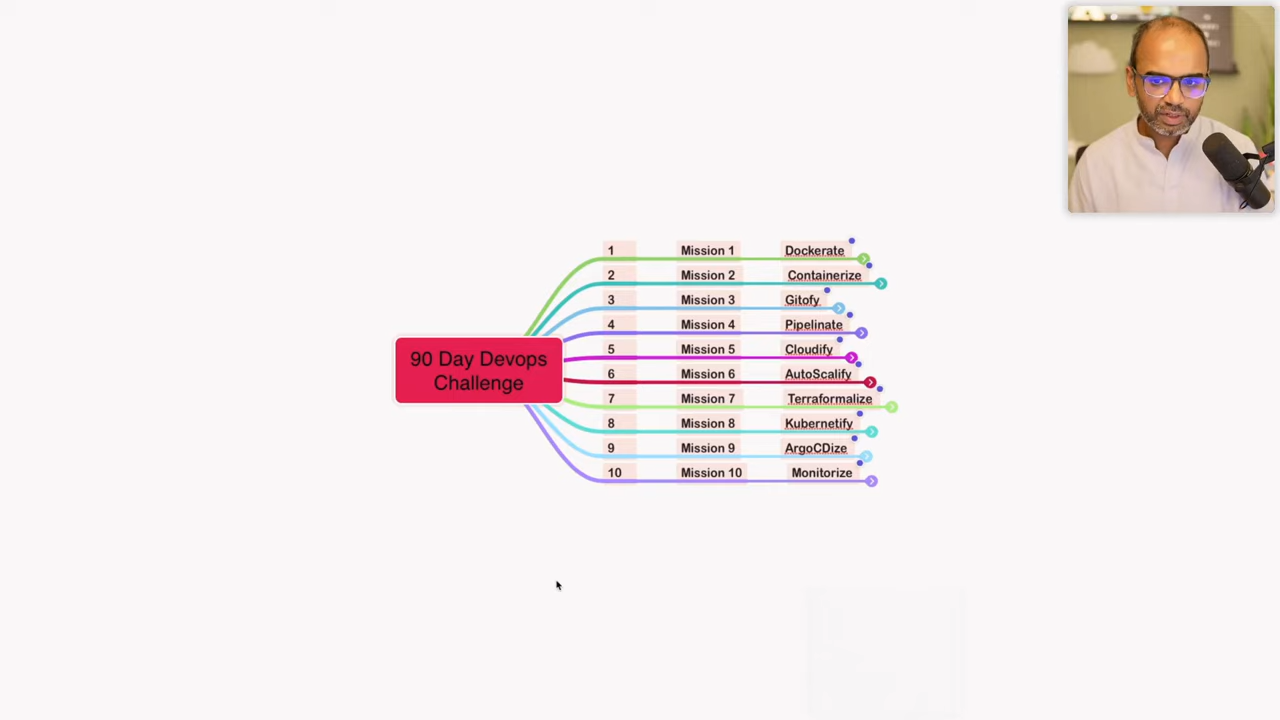 90 Day Devops
Challenge
1 Mission 1 Dockerate
2 Mission 2 Containerize
3 Mission 3 Gitofy
4 Mission 4 Pipelinate
5 Mission 5 Cloudify
6 Mission 6 AutoScalify
7 Mission 7 Terraformalize
8 Mission 8 Kubernetify
9 Mission 9 ArgoCDize
10 Mission 10 Monitorize